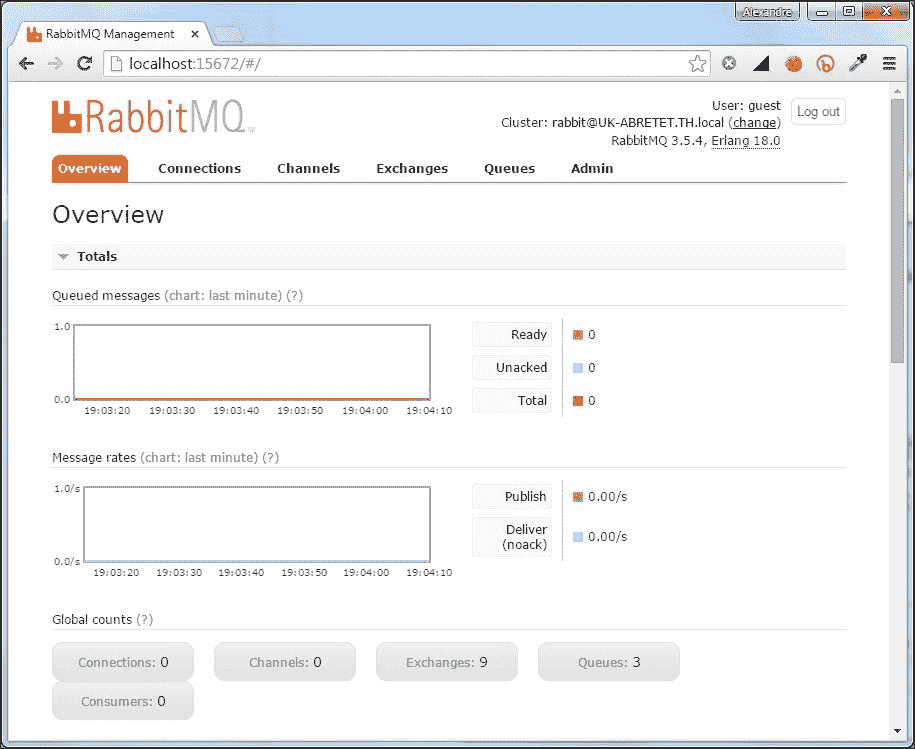 Alexandre
RabbitMQ Management
localhost:15672/#/
RabbitMQ
User: guest
Log out
Cluster: rabbit@UK-ABRETET.TH.local (change)
RabbitMQ 3.5.4, Erlang 18.0
Overview Connections Channels Exchanges Queues Admin
Overview
Totals
Queued messages (chart: last minute) (?)
1.0
0.0
19:03:20 19:03:30 19:03:40 19:03:50 19:04:00 19:04:10
Ready 0
Unacked 0
Total 0
Message rates (chart: last minute) (?)
1.0/s
0.0/s
19:03:20 19:03:30 19:03:40 19:03:50 19:04:00 19:04:10
Publish 0.00/s
Deliver
(noack) 0.00/s
Global counts (?)
Connections: 0 Channels: 0 Exchanges: 9 Queues: 3
Consumers: 0